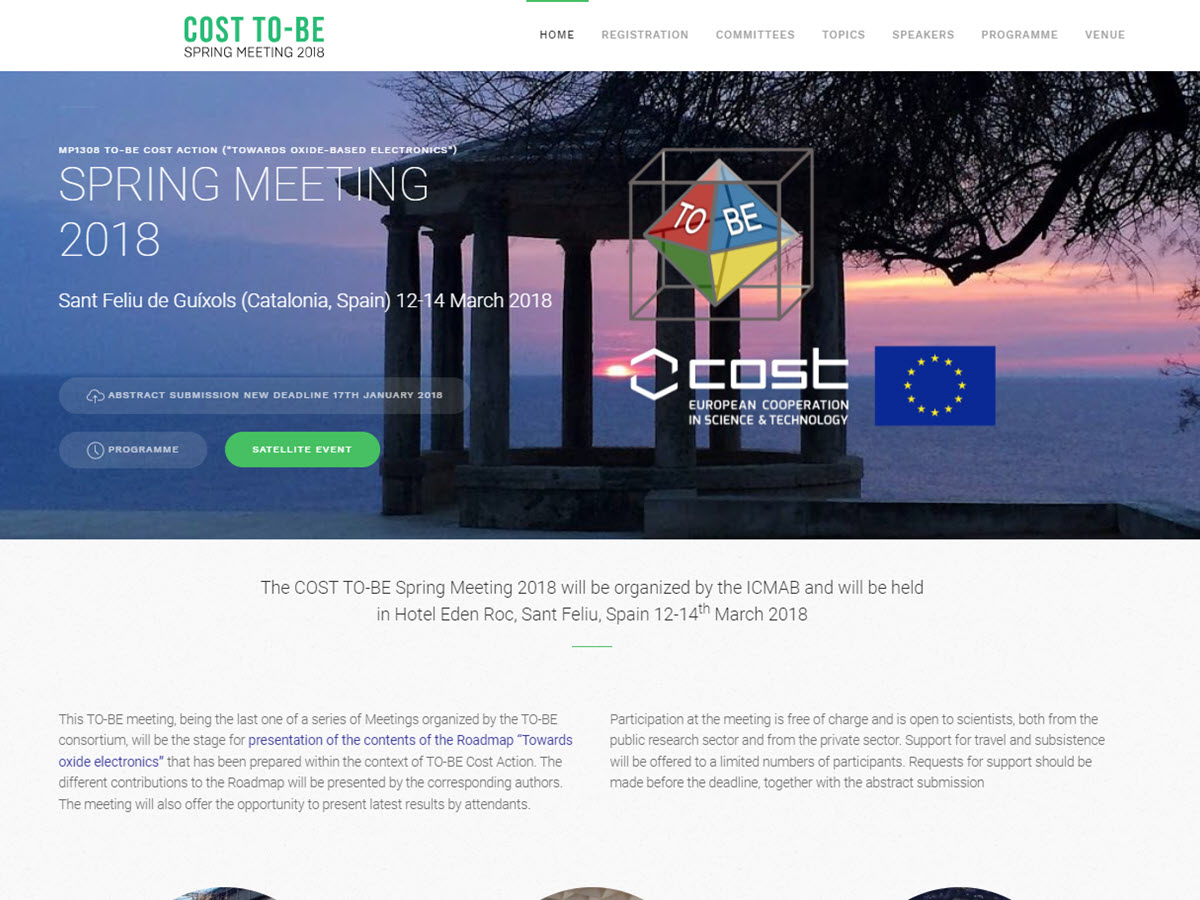 COST TO-BE
SPRING MEETING 2018
HOME
REGISTRATION
COMMITTEES
TOPICS
SPEAKERS
PROGRAMME
VENUE
MP1308 TO-BE COST ACTION ("TOWARDS OXIDE-BASED ELECTRONICS")
SPRING MEETING
2018
Sant Feliu de Guíxols (Catalonia, Spain) 12-14 March 2018
TO BE
cost
EUROPEAN COOPERATION
IN SCIENCE & TECHNOLOGY
ABSTRACT SUBMISSION NEW DEADLINE 17TH JANUARY 2018
PROGRAMME
SATELLITE EVENT
The COST TO-BE Spring Meeting 2018 will be organized by the ICMAB and will be held
in Hotel Eden Roc, Sant Feliu, Spain 12-14th March 2018
This TO-BE meeting, being the last one of a series of Meetings organized by the TO-BE
consortium, will be the stage for presentation of the contents of the Roadmap “Towards
oxide electronics” that has been prepared within the context of TO-BE Cost Action. The
different contributions to the Roadmap will be presented by the corresponding authors.
The meeting will also offer the opportunity to present latest results by attendants.
Participation at the meeting is free of charge and is open to scientists, both from the
public research sector and from the private sector. Support for travel and subsistence
will be offered to a limited numbers of participants. Requests for support should be
made before the deadline, together with the abstract submission